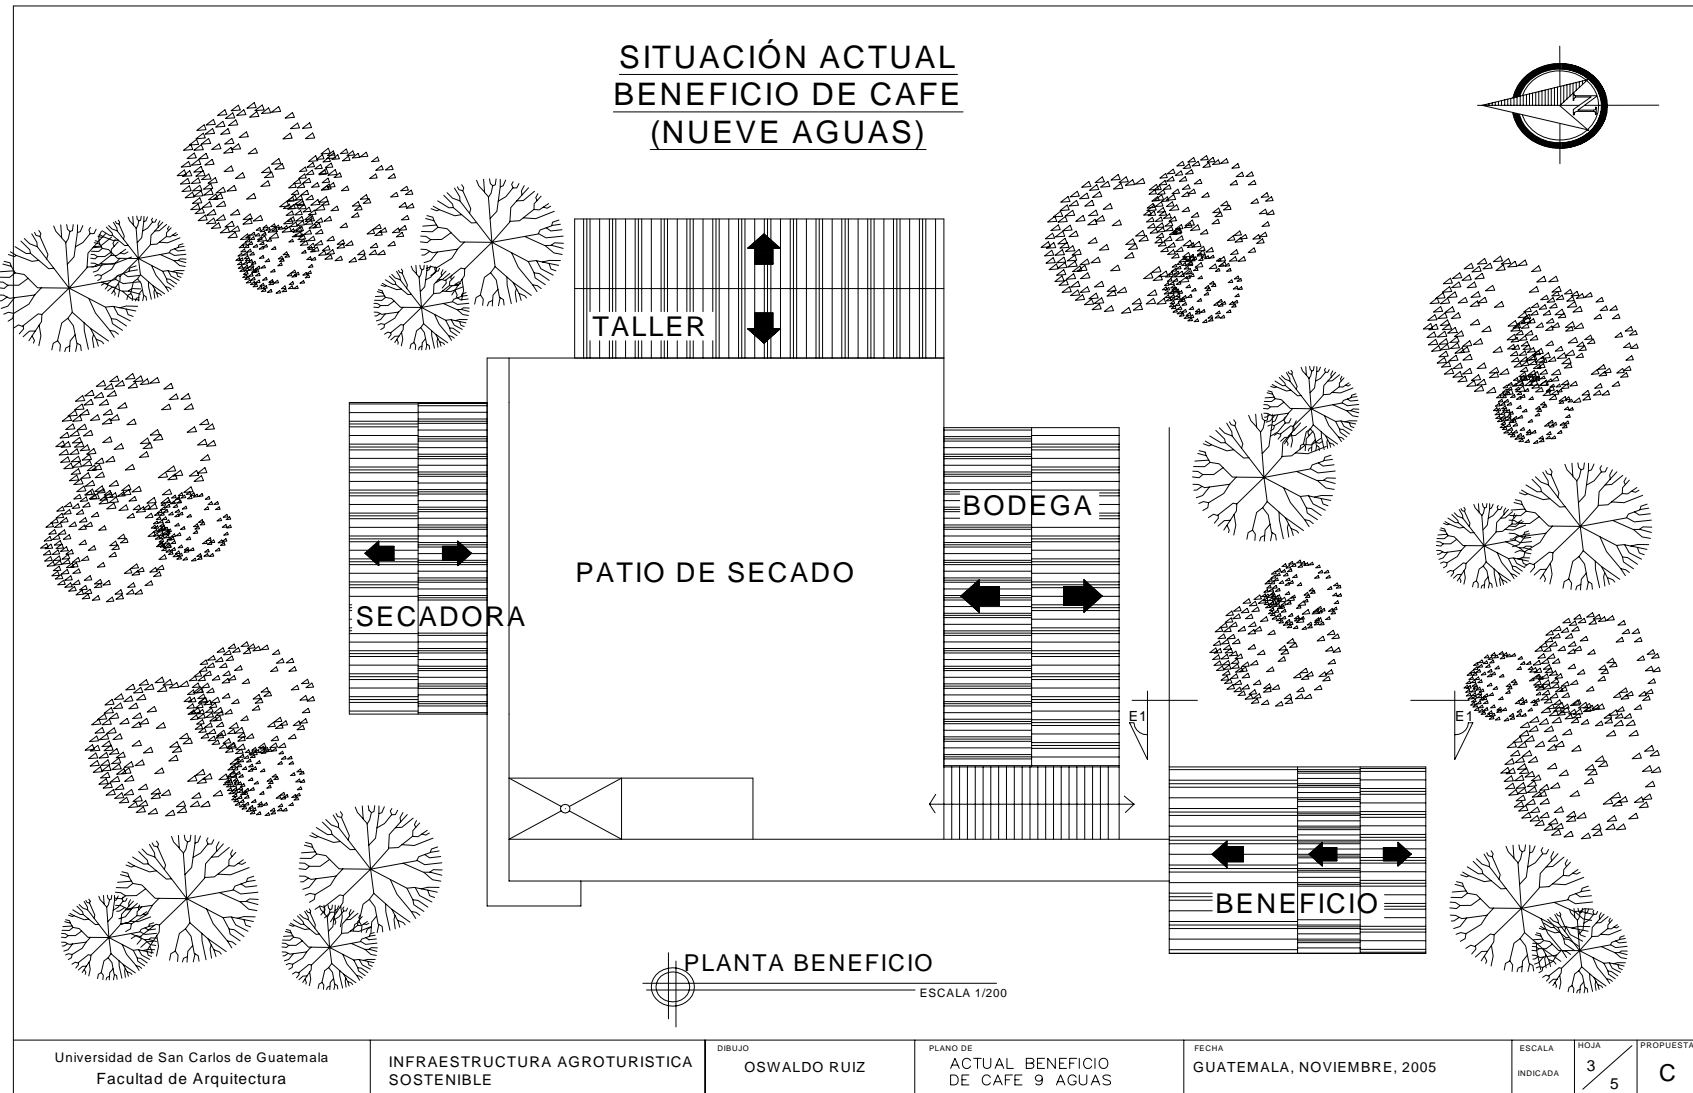 SITUACIÓN ACTUAL
BENEFICIO DE CAFE
(NUEVE AGUAS)
N
TALLER
BODEGA
PATIO DE SECADO
SECADORA
E1
E1
BENEFICIO
PLANTA BENEFICIO
ESCALA 1/200
Universidad de San Carlos de Guatemala
Facultad de Arquitectura
INFRAESTRUCTURA AGROTURISTICA
SOSTENIBLE
DIBUJO
OSWALDO RUIZ
PLANO DE
ACTUAL BENEFICIO
DE CAFE 9 AGUAS
FECHA
GUATEMALA, NOVIEMBRE, 2005
ESCALA
INDICADA
HOJA
3
5
PROPUESTA
C